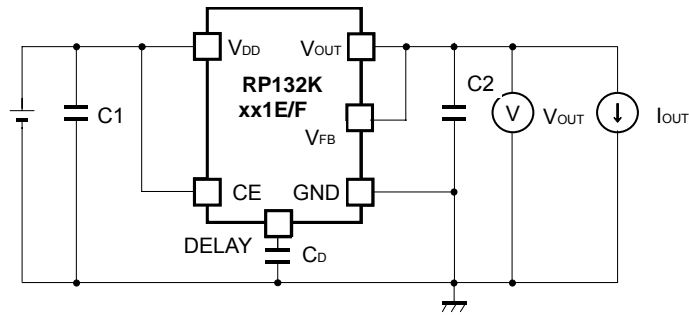 VDD
VOUT
RP132K
xx1E/F
C1
C2
V
VOUT
IOUT
VFB
CE
GND
DELAY
CD